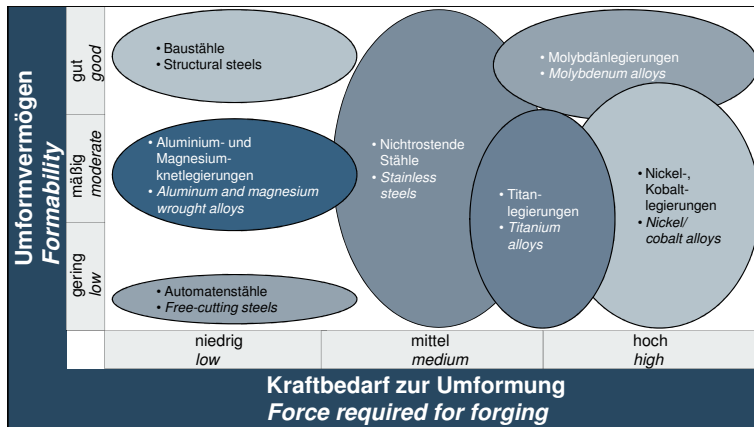 Umformvermögen
Formability
gut
good
mäßig
moderate
gering
low
• Baustähle
• Structural steels
• Molybdänlegierungen
• Molybdenum alloys
• Aluminium- und
Magnesium-
knetlegierungen
• Aluminum and magnesium
wrought alloys
• Nichtrostende
Stähle
• Stainless
steels
• Titan-
legierungen
• Titanium
alloys
• Nickel-,
Kobalt-
legierungen
• Nickel/
cobalt alloys
• Automatenstähle
• Free-cutting steels
niedrig
low
mittel
medium
hoch
high
Kraftbedarf zur Umformung
Force required for forging